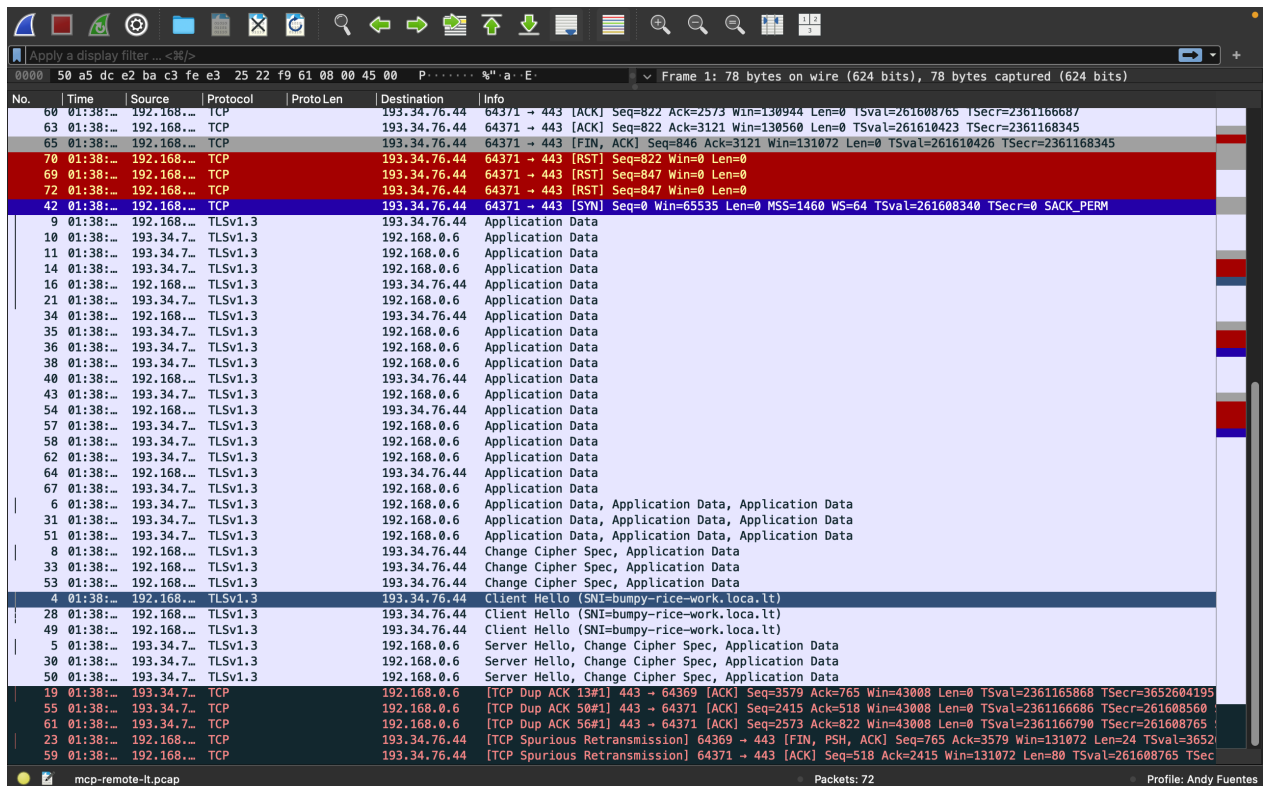 1 2
3
Apply a display filter … <⌘/>
0000 50 a5 dc e2 ba c3 fe e3 25 22 f9 61 08 00 45 00 P······· %"·a··E·
Frame 1: 78 bytes on wire (624 bits), 78 bytes captured (624 bits)
No. Time Source Protocol Proto Len Destination Info
60 01:38:… 192.168.… TCP 193.34.76.44 64371 → 443 [ACK] Seq=822 Ack=2573 Win=130944 Len=0 TSval=261608765 TSecr=2361166687
63 01:38:… 192.168.… TCP 193.34.76.44 64371 → 443 [ACK] Seq=822 Ack=3121 Win=130560 Len=0 TSval=261610423 TSecr=2361168345
65 01:38:… 192.168.… TCP 193.34.76.44 64371 → 443 [FIN, ACK] Seq=846 Ack=3121 Win=131072 Len=0 TSval=261610426 TSecr=2361168345
70 01:38:… 192.168.… TCP 193.34.76.44 64371 → 443 [RST] Seq=822 Win=0 Len=0
69 01:38:… 192.168.… TCP 193.34.76.44 64371 → 443 [RST] Seq=847 Win=0 Len=0
72 01:38:… 192.168.… TCP 193.34.76.44 64371 → 443 [RST] Seq=847 Win=0 Len=0
42 01:38:… 192.168.… TCP 193.34.76.44 64371 → 443 [SYN] Seq=0 Win=65535 Len=0 MSS=1460 WS=64 TSval=261608340 TSecr=0 SACK_PERM
9 01:38:… 192.168.… TLSv1.3 193.34.76.44 Application Data
10 01:38:… 193.34.7… TLSv1.3 192.168.0.6 Application Data
11 01:38:… 193.34.7… TLSv1.3 192.168.0.6 Application Data
14 01:38:… 193.34.7… TLSv1.3 192.168.0.6 Application Data
16 01:38:… 192.168.… TLSv1.3 193.34.76.44 Application Data
21 01:38:… 193.34.7… TLSv1.3 192.168.0.6 Application Data
34 01:38:… 192.168.… TLSv1.3 193.34.76.44 Application Data
35 01:38:… 193.34.7… TLSv1.3 192.168.0.6 Application Data
36 01:38:… 193.34.7… TLSv1.3 192.168.0.6 Application Data
38 01:38:… 193.34.7… TLSv1.3 192.168.0.6 Application Data
40 01:38:… 192.168.… TLSv1.3 193.34.76.44 Application Data
43 01:38:… 193.34.7… TLSv1.3 192.168.0.6 Application Data
54 01:38:… 192.168.… TLSv1.3 193.34.76.44 Application Data
57 01:38:… 193.34.7… TLSv1.3 192.168.0.6 Application Data
58 01:38:… 193.34.7… TLSv1.3 192.168.0.6 Application Data
62 01:38:… 193.34.7… TLSv1.3 192.168.0.6 Application Data
64 01:38:… 192.168.… TLSv1.3 193.34.76.44 Application Data
67 01:38:… 193.34.7… TLSv1.3 192.168.0.6 Application Data
6 01:38:… 193.34.7… TLSv1.3 192.168.0.6 Application Data, Application Data, Application Data
31 01:38:… 193.34.7… TLSv1.3 192.168.0.6 Application Data, Application Data, Application Data
51 01:38:… 193.34.7… TLSv1.3 192.168.0.6 Application Data, Application Data, Application Data
8 01:38:… 192.168.… TLSv1.3 193.34.76.44 Change Cipher Spec, Application Data
33 01:38:… 192.168.… TLSv1.3 193.34.76.44 Change Cipher Spec, Application Data
53 01:38:… 192.168.… TLSv1.3 193.34.76.44 Change Cipher Spec, Application Data
4 01:38:… 192.168.… TLSv1.3 193.34.76.44 Client Hello (SNI=bumpy-rice-work.loca.lt)
28 01:38:… 192.168.… TLSv1.3 193.34.76.44 Client Hello (SNI=bumpy-rice-work.loca.lt)
49 01:38:… 192.168.… TLSv1.3 193.34.76.44 Client Hello (SNI=bumpy-rice-work.loca.lt)
5 01:38:… 193.34.7… TLSv1.3 192.168.0.6 Server Hello, Change Cipher Spec, Application Data
30 01:38:… 193.34.7… TLSv1.3 192.168.0.6 Server Hello, Change Cipher Spec, Application Data
50 01:38:… 193.34.7… TLSv1.3 192.168.0.6 Server Hello, Change Cipher Spec, Application Data
19 01:38:… 193.34.7… TCP 192.168.0.6 [TCP Dup ACK 13#1] 443 → 64369 [ACK] Seq=3579 Ack=765 Win=43008 Len=0 TSval=2361165868 TSecr=3652604195
55 01:38:… 193.34.7… TCP 192.168.0.6 [TCP Dup ACK 50#1] 443 → 64371 [ACK] Seq=2415 Ack=518 Win=43008 Len=0 TSval=2361166686 TSecr=261608560
61 01:38:… 193.34.7… TCP 192.168.0.6 [TCP Dup ACK 56#1] 443 → 64371 [ACK] Seq=2573 Ack=822 Win=43008 Len=0 TSval=2361166790 TSecr=261608765
23 01:38:… 192.168.… TCP 193.34.76.44 [TCP Spurious Retransmission] 64369 → 443 [FIN, PSH, ACK] Seq=765 Ack=3579 Win=131072 Len=24 TSval=3652
59 01:38:… 192.168.… TCP 193.34.76.44 [TCP Spurious Retransmission] 64371 → 443 [ACK] Seq=518 Ack=2415 Win=131072 Len=80 TSval=261608765 TSec
mcp-remote-lt.pcap Packets: 72 Profile: Andy Fuentes